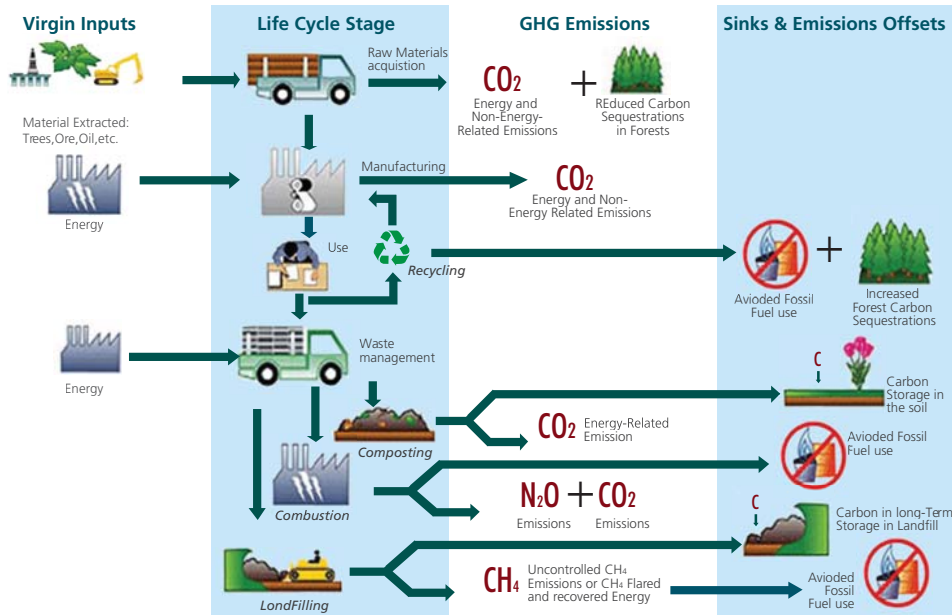 Virgin Inputs
Life Cycle Stage
GHG Emissions
Sinks & Emissions Offsets
Raw Materials
acquistion
CO2
+
Energy and
Non-Energy-
Related Emissions
REduced Carbon
Sequestrations
in Forests
Material Extracted:
Trees,Ore,Oil,etc.
Manufacturing
CO2
Energy and Non-
Energy Related Emissions
Energy
Use
Recycling
+
Avioded Fossil
Fuel use
Increased
Forest Carbon
Sequestrations
Energy
Waste
management
Composting
CO2
Energy-Related
Emission
C
Carbon
Storage in
the soil
Combustion
N2O + CO2
Emissions
Emissions
Avioded Fossil
Fuel use
LandFilling
CH4
Uncontrolled CH4
Emissions or CH4 Flared
and recovered Energy
C
Carbon in long-Term
Storage in Landfill
Avioded
Fossil
Fuel use